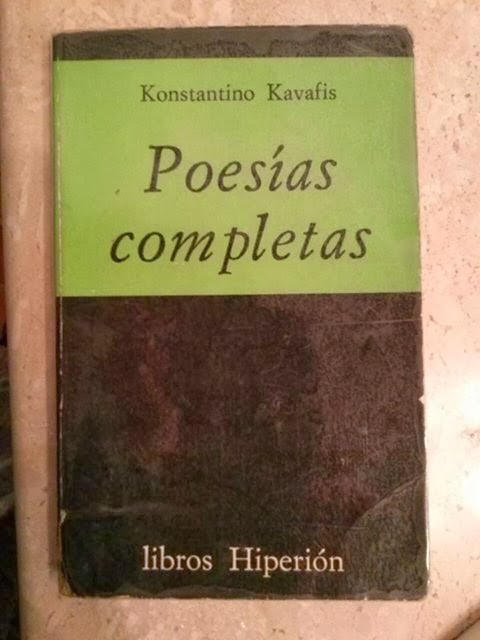 Konstantino Kavafis
Poesías
completas
libros Hiperión